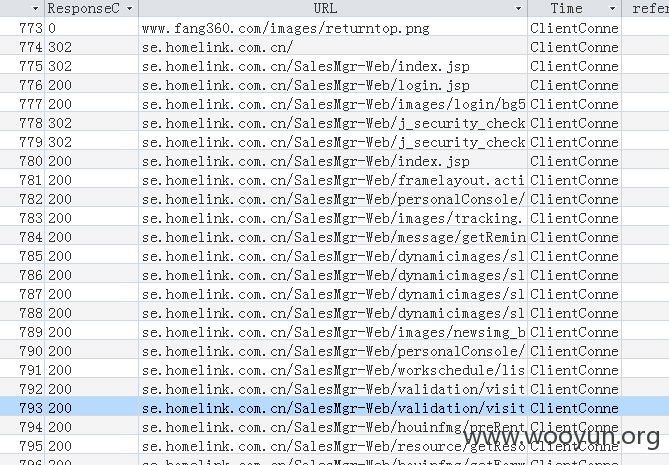 ResponseC URL Time refere
773 0 www.fang360.com/images/returntop.png ClientConne
774 302 se.homelink.com.cn/ ClientConne
775 302 se.homelink.com.cn/SalesMgr-Web/index.jsp ClientConne
776 200 se.homelink.com.cn/SalesMgr-Web/login.jsp ClientConne
777 200 se.homelink.com.cn/SalesMgr-Web/images/login/bg5 ClientConne
778 302 se.homelink.com.cn/SalesMgr-Web/j_security_check ClientConne
779 302 se.homelink.com.cn/SalesMgr-Web/j_security_check ClientConne
780 200 se.homelink.com.cn/SalesMgr-Web/index.jsp ClientConne
781 200 se.homelink.com.cn/SalesMgr-Web/framelayout.acti ClientConne
782 200 se.homelink.com.cn/SalesMgr-Web/personalConsole/ ClientConne
783 200 se.homelink.com.cn/SalesMgr-Web/images/tracking. ClientConne
784 200 se.homelink.com.cn/SalesMgr-Web/message/getRemin ClientConne
785 200 se.homelink.com.cn/SalesMgr-Web/dynamicimages/sl ClientConne
786 200 se.homelink.com.cn/SalesMgr-Web/dynamicimages/sl ClientConne
787 200 se.homelink.com.cn/SalesMgr-Web/dynamicimages/sl ClientConne
788 200 se.homelink.com.cn/SalesMgr-Web/dynamicimages/sl ClientConne
789 200 se.homelink.com.cn/SalesMgr-Web/images/newsimg_b ClientConne
790 200 se.homelink.com.cn/SalesMgr-Web/personalConsole/ ClientConne
791 200 se.homelink.com.cn/SalesMgr-Web/workschedule/lis ClientConne
792 200 se.homelink.com.cn/SalesMgr-Web/validation/visit ClientConne
793 200 se.homelink.com.cn/SalesMgr-Web/validation/visit ClientConne
794 200 se.homelink.com.cn/SalesMgr-Web/houinfmg/preRent ClientConne
795 200 se.homelink.com.cn/SalesMgr-Web/resource/getReso ClientConne
www.wooyun.org